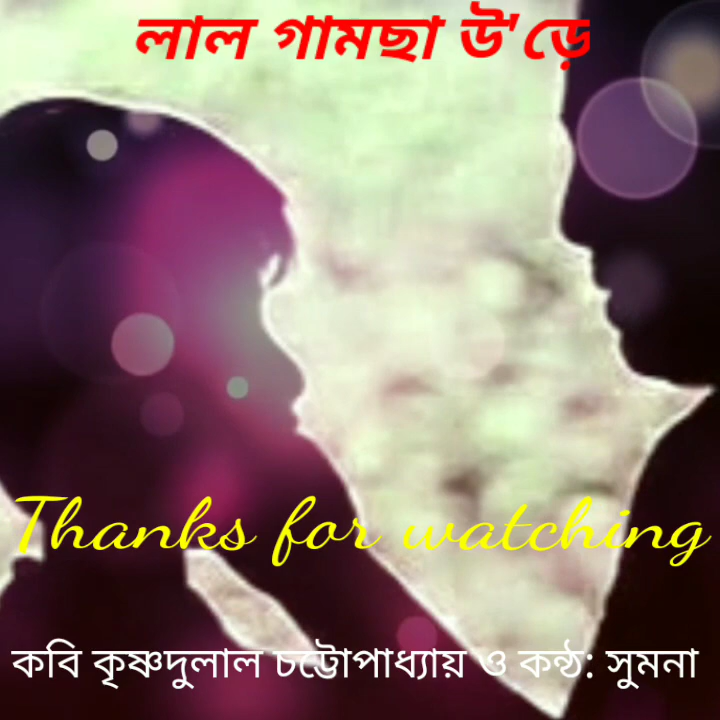 লাল গামছা উ'ড়ে
Thanks for watching
কবি কৃষ্ণদুলাল চট্টোপাধ্যায় ও কন্ঠ: সুমনা